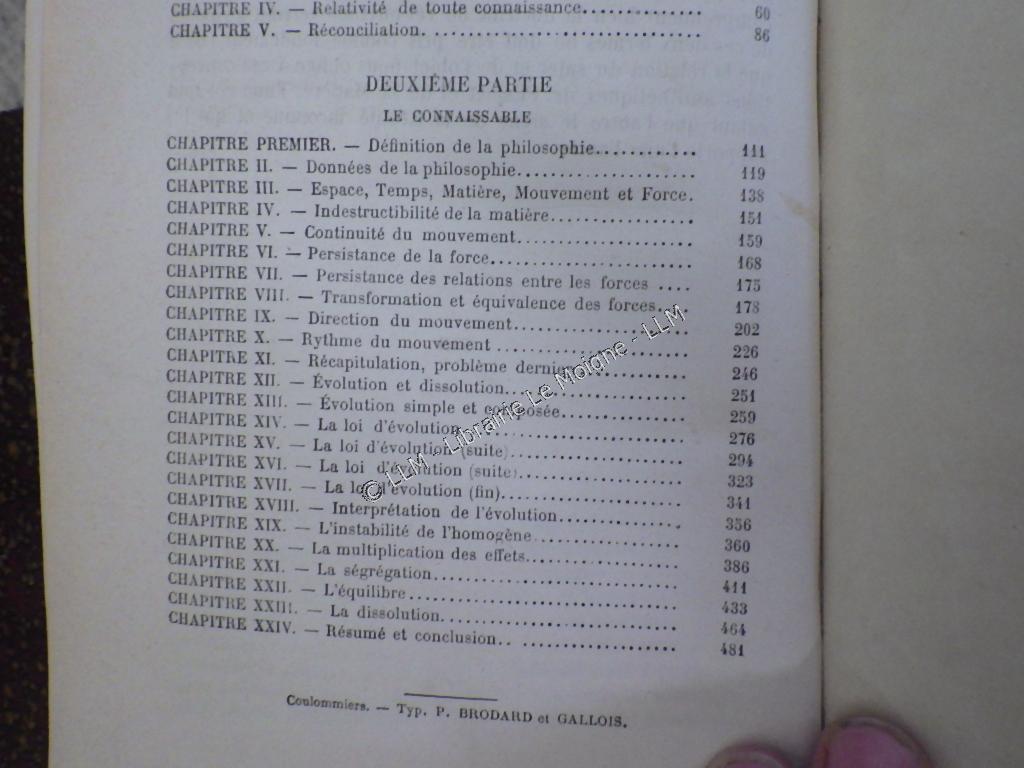 CHAPITRE IV. — Relativité de toute connaissance.............. 60
CHAPITRE V. — Réconciliation................................ 86
DEUXIÈME PARTIE
LE CONNAISSABLE
CHAPITRE PREMIER. — Définition de la philosophie............ 111
CHAPITRE II. — Données de la philosophie.................... 119
CHAPITRE III. — Espace, Temps, Matière, Mouvement et Force. 138
CHAPITRE IV. — Indestructibilité de la matière............... 151
CHAPITRE V. — Continuité du mouvement..................... 159
CHAPITRE VI. — Persistance de la force....................... 168
CHAPITRE VII. — Persistance des relations entre les forces .... 175
CHAPITRE VIII. — Transformation et équivalence des forces.... 178
CHAPITRE IX. — Direction du mouvement...................... 202
CHAPITRE X. — Rythme du mouvement ....................... 226
CHAPITRE XI. — Récapitulation, problème dernier............. 246
CHAPITRE XII. — Évolution et dissolution..................... 251
CHAPITRE XIII. — Évolution simple et composée.............. 259
CHAPITRE XIV. — La loi d'évolution.......................... 276
CHAPITRE XV. — La loi d'évolution (suite).................... 294
CHAPITRE XVI. — La loi d'évolution (suite)................... 323
CHAPITRE XVII. — La loi d'évolution (fin).................... 341
CHAPITRE XVIII. — Interprétation de l'évolution.............. 356
CHAPITRE XIX. — L'instabilité de l'homogène................. 360
CHAPITRE XX. — La multiplication des effets.................. 386
CHAPITRE XXI. — La ségrégation............................. 411
CHAPITRE XXII. — L'équilibre................................ 433
CHAPITRE XXIII. — La dissolution............................ 464
CHAPITRE XXIV. — Résumé et conclusion.. ................... 481
Coulommiers. — Typ. P. BRODARD et GALLOIS.
© LLM - Librairie Le Moigne - LLM